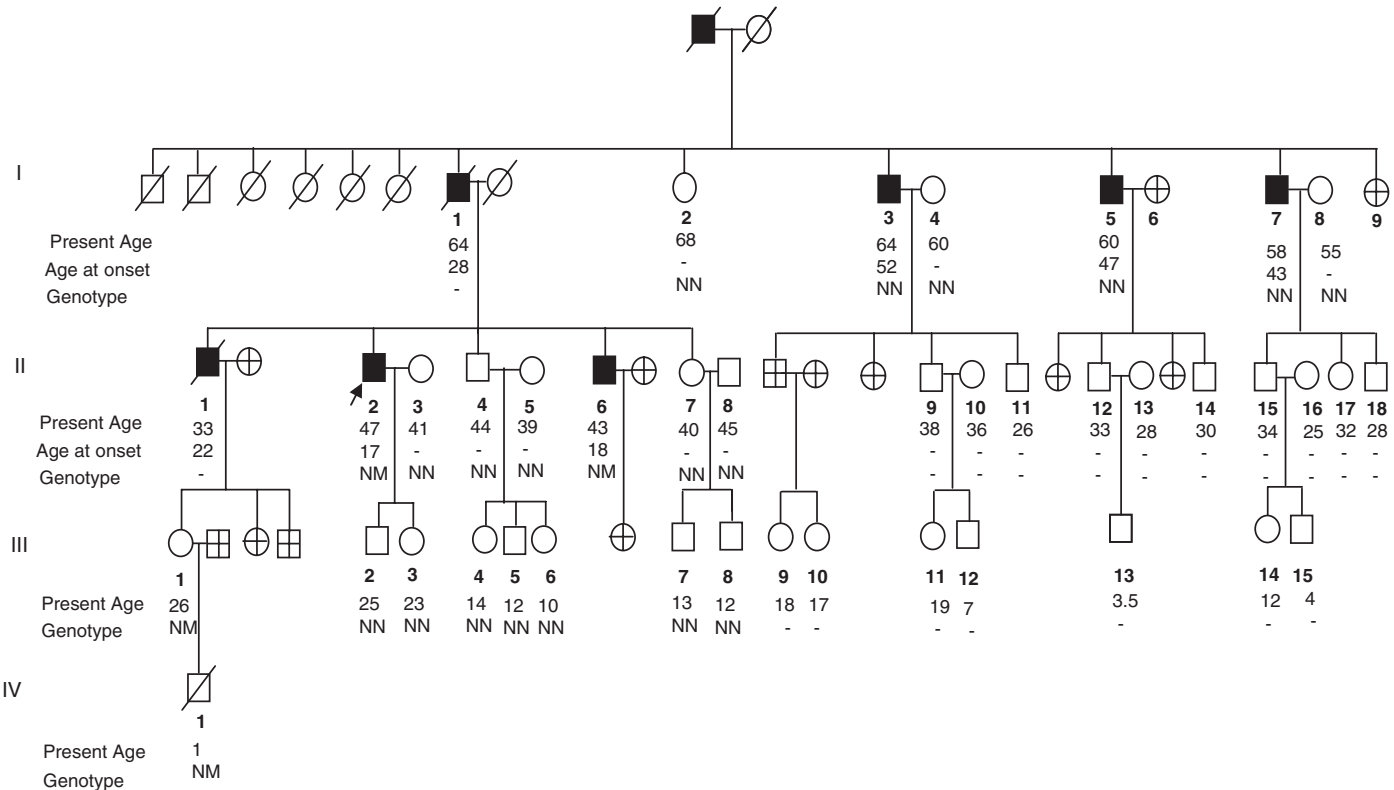 I
1 2 3 4 5 6 7 8 9
Present Age 64 68 64 60 60 58 55
Age at onset 28 - 52 - 47 43 -
Genotype - NN NN NN NN NN NN
II
1 2 3 4 5 6 7 8 9 10 11 12 13 14 15 16 17 18
Present Age 33 47 41 44 39 43 40 45 38 36 26 33 28 30 34 25 32 28
Age at onset 22 17 - - - 18 - - - - - - - - - - - -
Genotype - NM NN NN NN NM NN NN - - - - - - - - - -
III
1 2 3 4 5 6 7 8 9 10 11 12 13 14 15
Present Age 26 25 23 14 12 10 13 12 18 17 19 7 3.5 12 4
Genotype NM NN NN NN NN NN NN NN - - - - - - -
IV
1
Present Age 1
Genotype NM